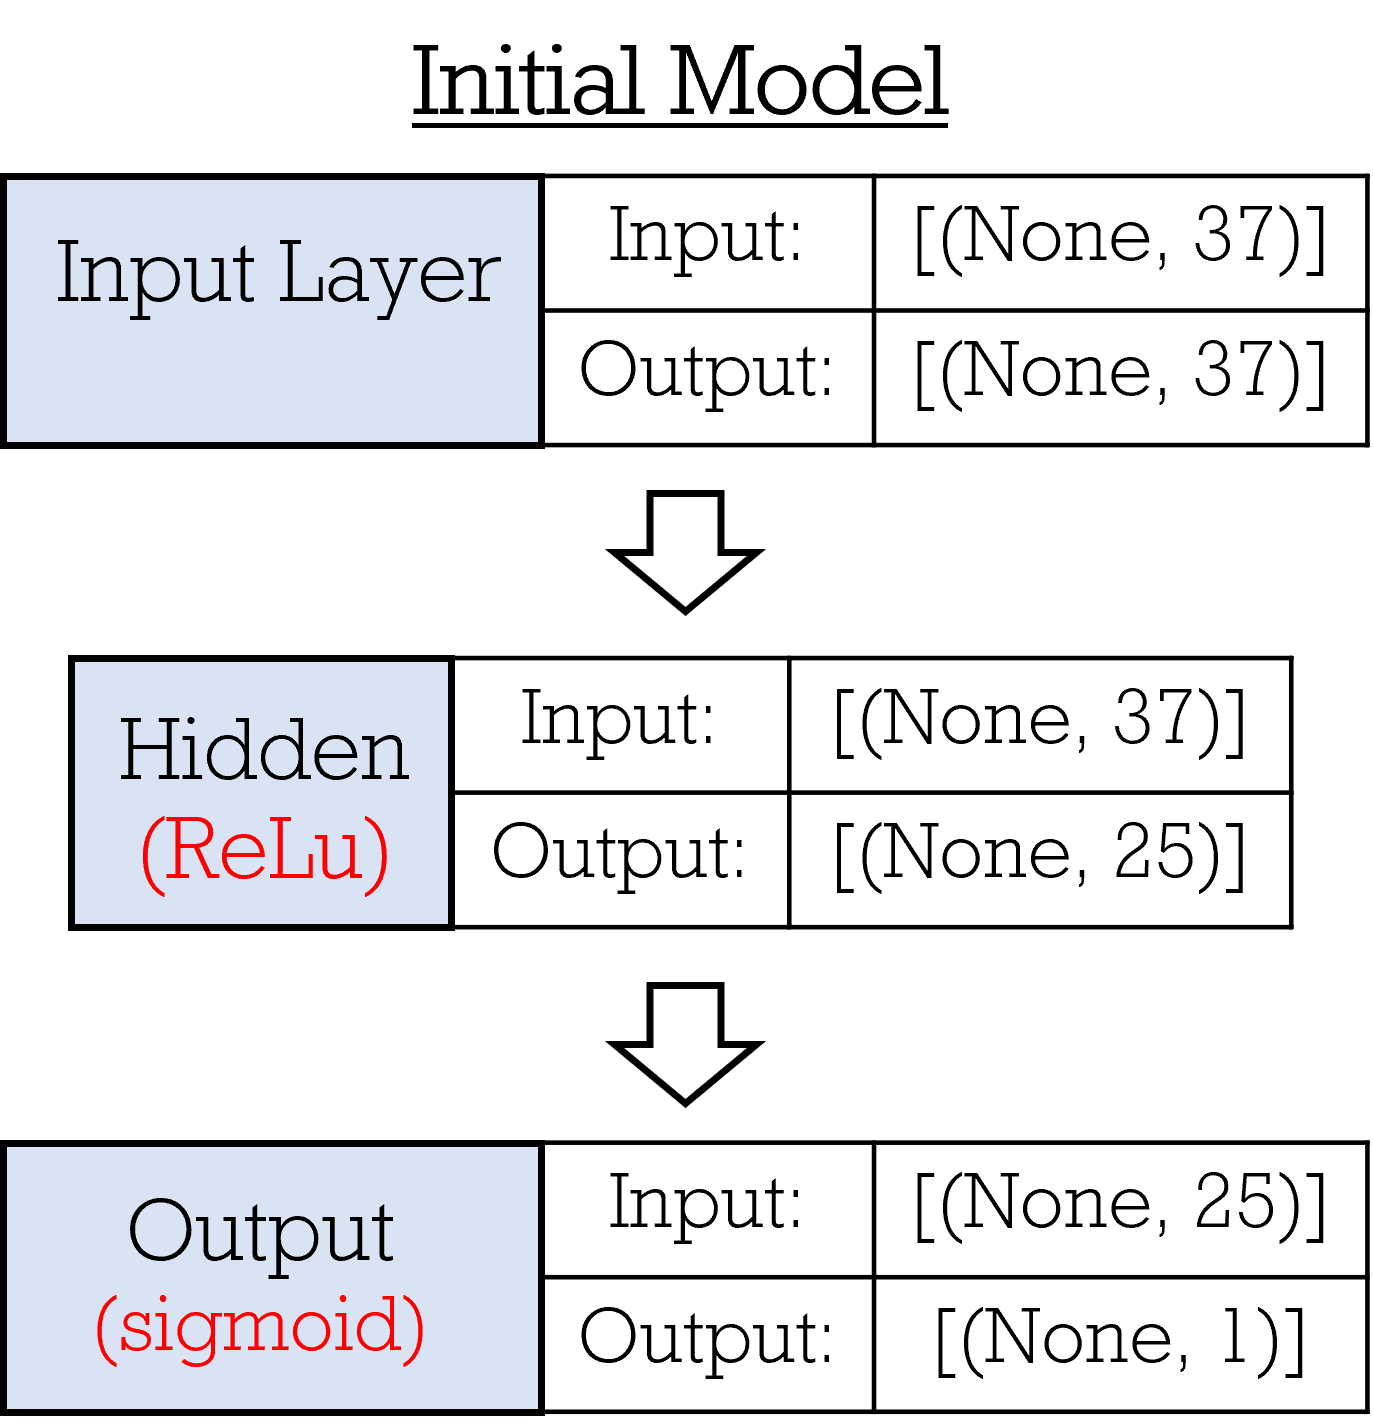 Initial Model
Input Layer
Input:
[(None, 37)]
Output:
[(None, 37)]
Hidden
(ReLu)
Input:
[(None, 37)]
Output:
[(None, 25)]
Output
(sigmoid)
Input:
[(None, 25)]
Output:
[(None, 1)]